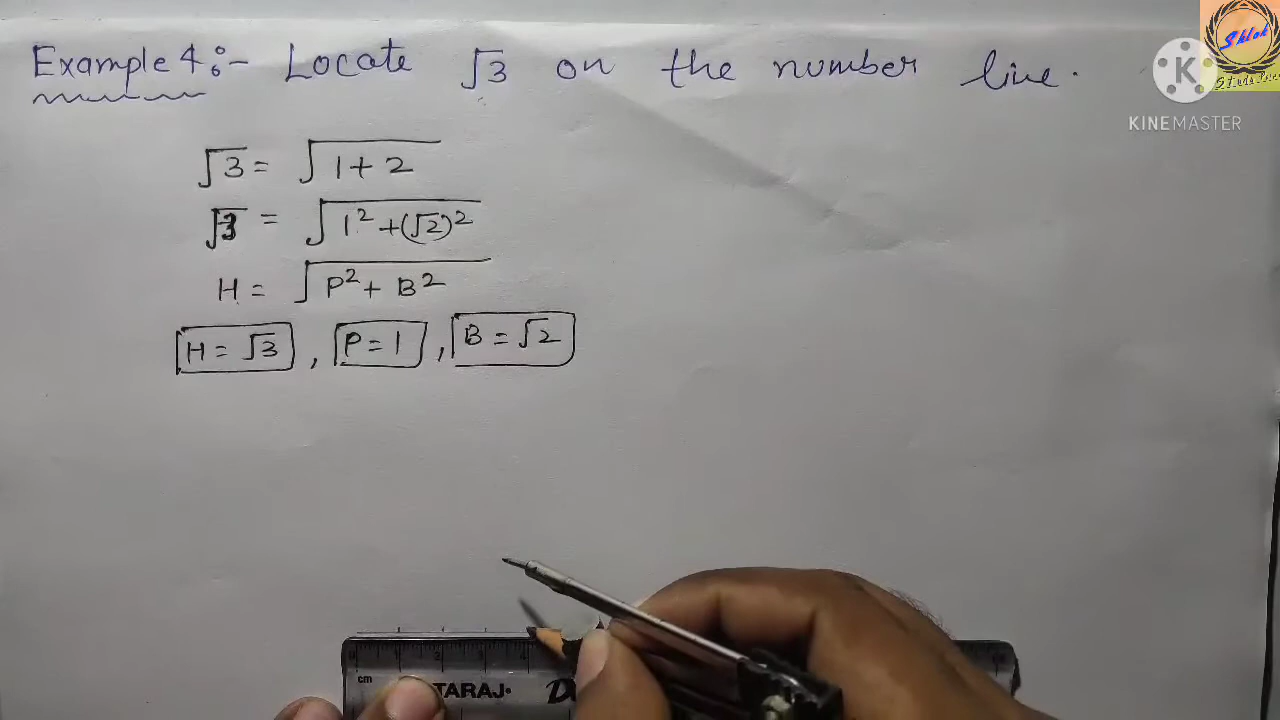 Example 4:- Locate √3 on the number line.
√3 = √1+2
√3 = √1²+(√2)²
H = √P²+ B²
H = √3 , P = 1 , B = √2
Shlok
K
KINEMASTER
cm
TARAJ.